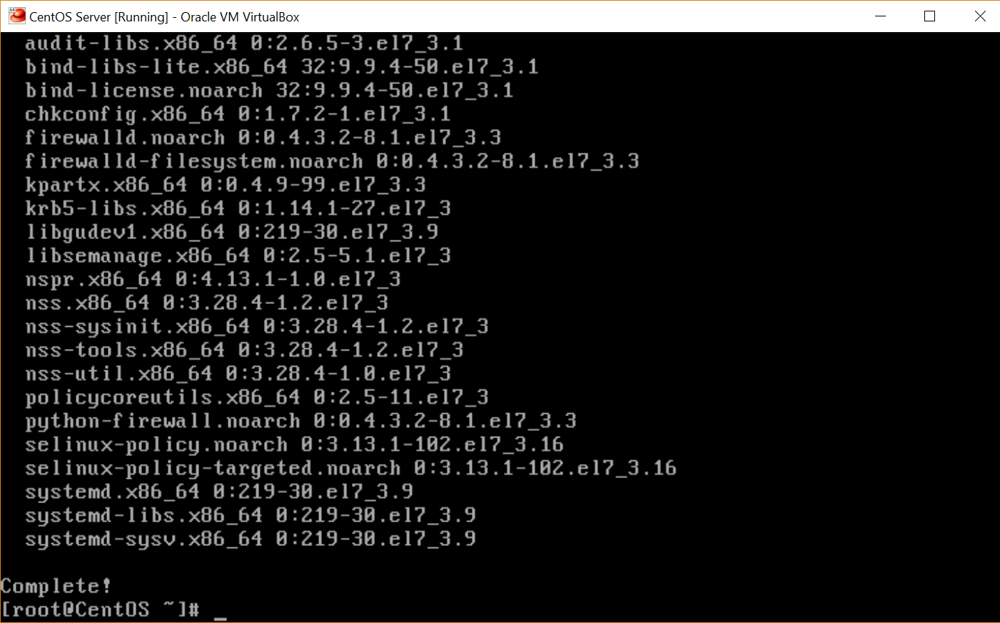 64
CentOS Server [Running] - Oracle VM VirtualBox
audit-libs.x86_64 0:2.6.5-3.el7_3.1
bind-libs-lite.x86_64 32:9.9.4-50.el7_3.1
bind-license.noarch 32:9.9.4-50.el7_3.1
chkconfig.x86_64 0:1.7.2-1.el7_3.1
firewalld.noarch 0:0.4.3.2-8.1.el7_3.3
firewalld-filesystem.noarch 0:0.4.3.2-8.1.el7_3.3
kpartx.x86_64 0:0.4.9-99.el7_3.3
krb5-libs.x86_64 0:1.14.1-27.el7_3
libgudev1.x86_64 0:219-30.el7_3.9
libsemanage.x86_64 0:2.5-5.1.el7_3
nspr.x86_64 0:4.13.1-1.0.el7_3
nss.x86_64 0:3.28.4-1.2.el7_3
nss-sysinit.x86_64 0:3.28.4-1.2.el7_3
nss-tools.x86_64 0:3.28.4-1.2.el7_3
nss-util.x86_64 0:3.28.4-1.0.el7_3
policycoreutils.x86_64 0:2.5-11.el7_3
python-firewall.noarch 0:0.4.3.2-8.1.el7_3.3
selinux-policy.noarch 0:3.13.1-102.el7_3.16
selinux-policy-targeted.noarch 0:3.13.1-102.el7_3.16
systemd.x86_64 0:219-30.el7_3.9
systemd-libs.x86_64 0:219-30.el7_3.9
systemd-sysv.x86_64 0:219-30.el7_3.9
Complete!
[root@CentOS ~]# _